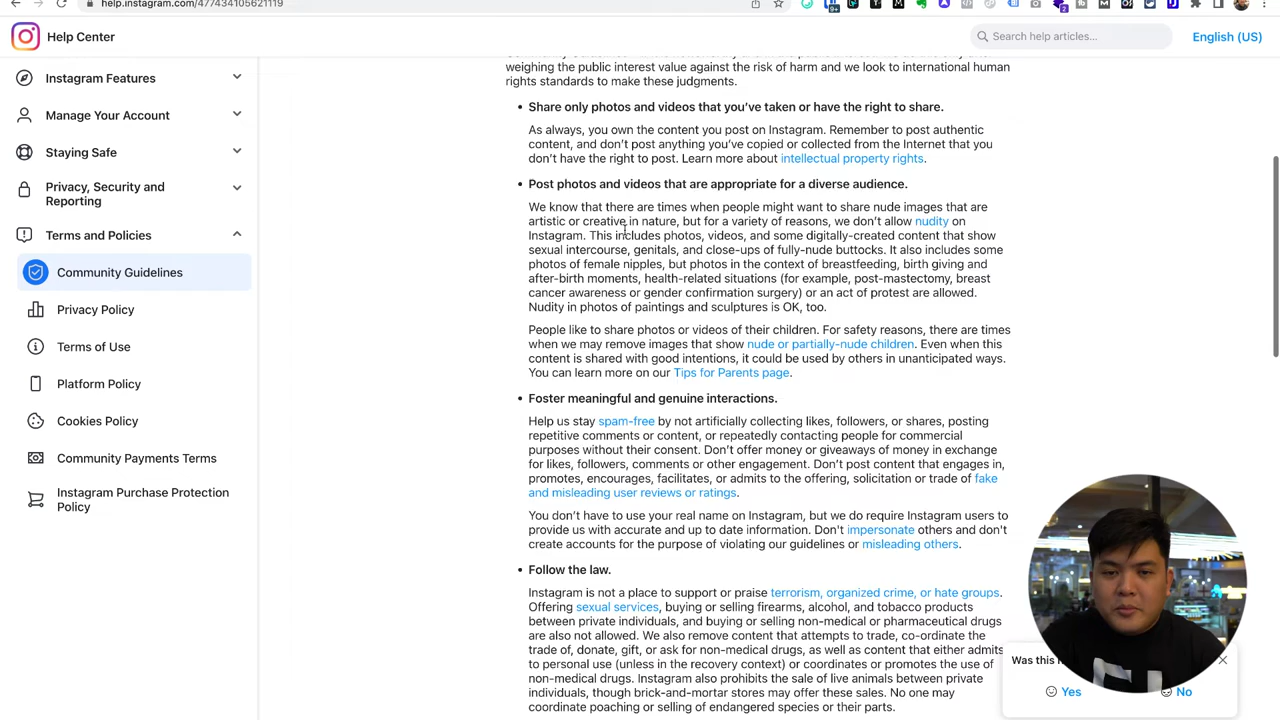 help.instagram.com/477434105621119
9+
2
Help Center
Search help articles...
English (US)
Instagram Features
Manage Your Account
Staying Safe
Privacy, Security and
Reporting
Terms and Policies
Community Guidelines
Privacy Policy
Terms of Use
Platform Policy
Cookies Policy
Community Payments Terms
Instagram Purchase Protection
Policy
weighing the public interest value against the risk of harm and we look to international human
rights standards to make these judgments.
• Share only photos and videos that you've taken or have the right to share.
As always, you own the content you post on Instagram. Remember to post authentic
content, and don't post anything you've copied or collected from the Internet that you
don't have the right to post. Learn more about intellectual property rights.
• Post photos and videos that are appropriate for a diverse audience.
We know that there are times when people might want to share nude images that are
artistic or creative in nature, but for a variety of reasons, we don't allow nudity on
Instagram. This includes photos, videos, and some digitally-created content that show
sexual intercourse, genitals, and close-ups of fully-nude buttocks. It also includes some
photos of female nipples, but photos in the context of breastfeeding, birth giving and
after-birth moments, health-related situations (for example, post-mastectomy, breast
cancer awareness or gender confirmation surgery) or an act of protest are allowed.
Nudity in photos of paintings and sculptures is OK, too.
People like to share photos or videos of their children. For safety reasons, there are times
when we may remove images that show nude or partially-nude children. Even when this
content is shared with good intentions, it could be used by others in unanticipated ways.
You can learn more on our Tips for Parents page.
• Foster meaningful and genuine interactions.
Help us stay spam-free by not artificially collecting likes, followers, or shares, posting
repetitive comments or content, or repeatedly contacting people for commercial
purposes without their consent. Don't offer money or giveaways of money in exchange
for likes, followers, comments or other engagement. Don't post content that engages in,
promotes, encourages, facilitates, or admits to the offering, solicitation or trade of fake
and misleading user reviews or ratings.
You don't have to use your real name on Instagram, but we do require Instagram users to
provide us with accurate and up to date information. Don't impersonate others and don't
create accounts for the purpose of violating our guidelines or misleading others.
• Follow the law.
Instagram is not a place to support or praise terrorism, organized crime, or hate groups.
Offering sexual services, buying or selling firearms, alcohol, and tobacco products
between private individuals, and buying or selling non-medical or pharmaceutical drugs
are also not allowed. We also remove content that attempts to trade, co-ordinate the
trade of, donate, gift, or ask for non-medical drugs, as well as content that either admits
to personal use (unless in the recovery context) or coordinates or promotes the use of
non-medical drugs. Instagram also prohibits the sale of live animals between private
individuals, though brick-and-mortar stores may offer these sales. No one may
coordinate poaching or selling of endangered species or their parts.
Was this
Yes
No